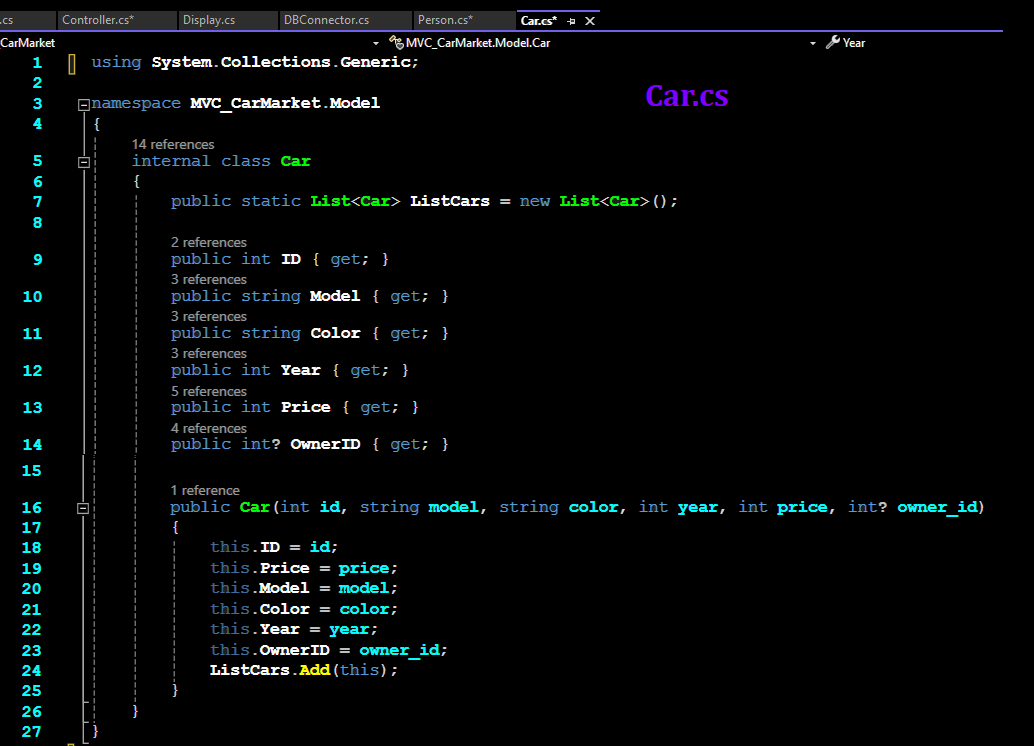 .cs Controller.cs* Display.cs DBConnector.cs Person.cs* Car.cs*
CarMarket MVC_CarMarket.Model.Car Year
1 using System.Collections.Generic;
2
Car.cs
3 namespace MVC_CarMarket.Model
4 {
14 references
5 internal class Car
6 {
7 public static List<Car> ListCars = new List<Car>();
8
2 references
9 public int ID { get; }
3 references
10 public string Model { get; }
3 references
11 public string Color { get; }
3 references
12 public int Year { get; }
5 references
13 public int Price { get; }
4 references
14 public int? OwnerID { get; }
15
1 reference
16 public Car(int id, string model, string color, int year, int price, int? owner_id)
17 {
18 this.ID = id;
19 this.Price = price;
20 this.Model = model;
21 this.Color = color;
22 this.Year = year;
23 this.OwnerID = owner_id;
24 ListCars.Add(this);
25 }
26 }
27 }